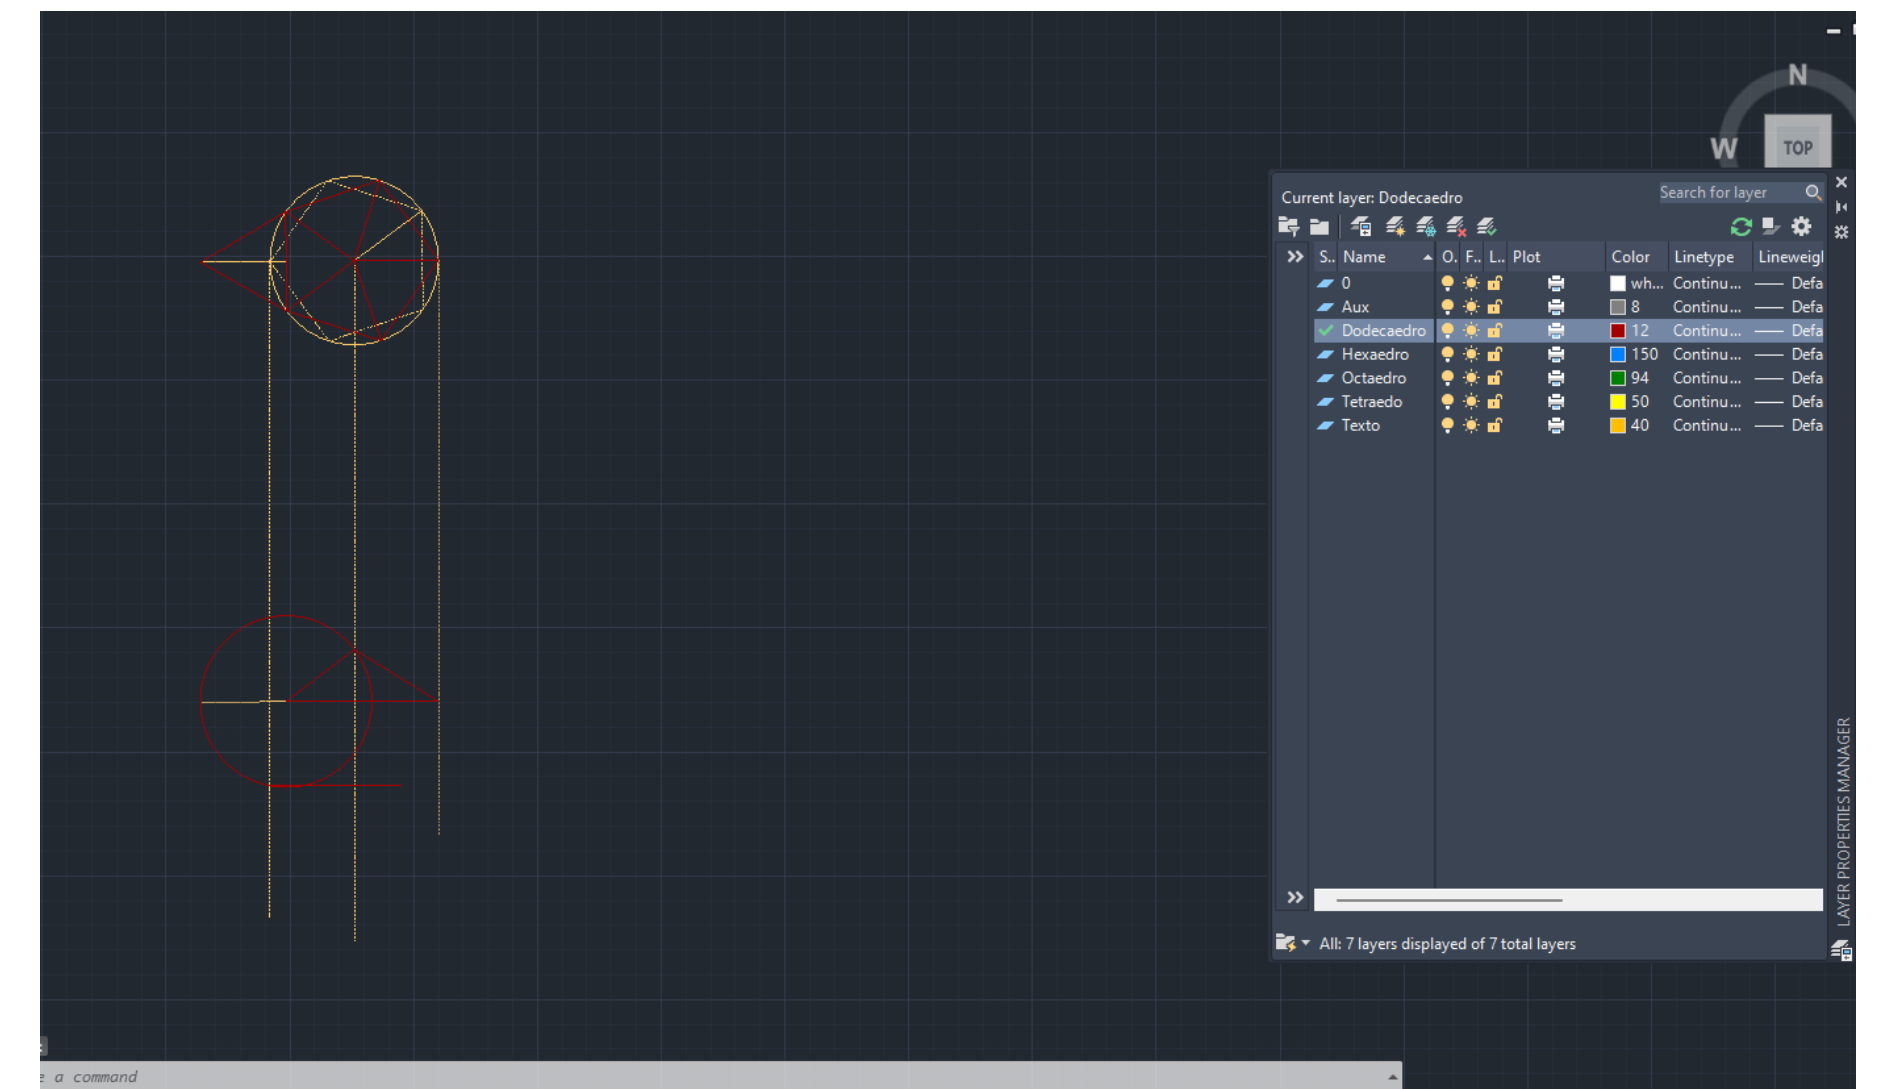 N
W
TOP
Current layer: Dodecaedro
Search for layer
S.. Name O. F.. L.. Plot Color Linetype Lineweigl
0 wh... Continu... Defa
Aux 8 Continu... Defa
Dodecaedro 12 Continu... Defa
Hexaedro 150 Continu... Defa
Octaedro 94 Continu... Defa
Tetraedo 50 Continu... Defa
Texto 40 Continu... Defa
LAYER PROPERTIES MANAGER
All: 7 layers displayed of 7 total layers
a command